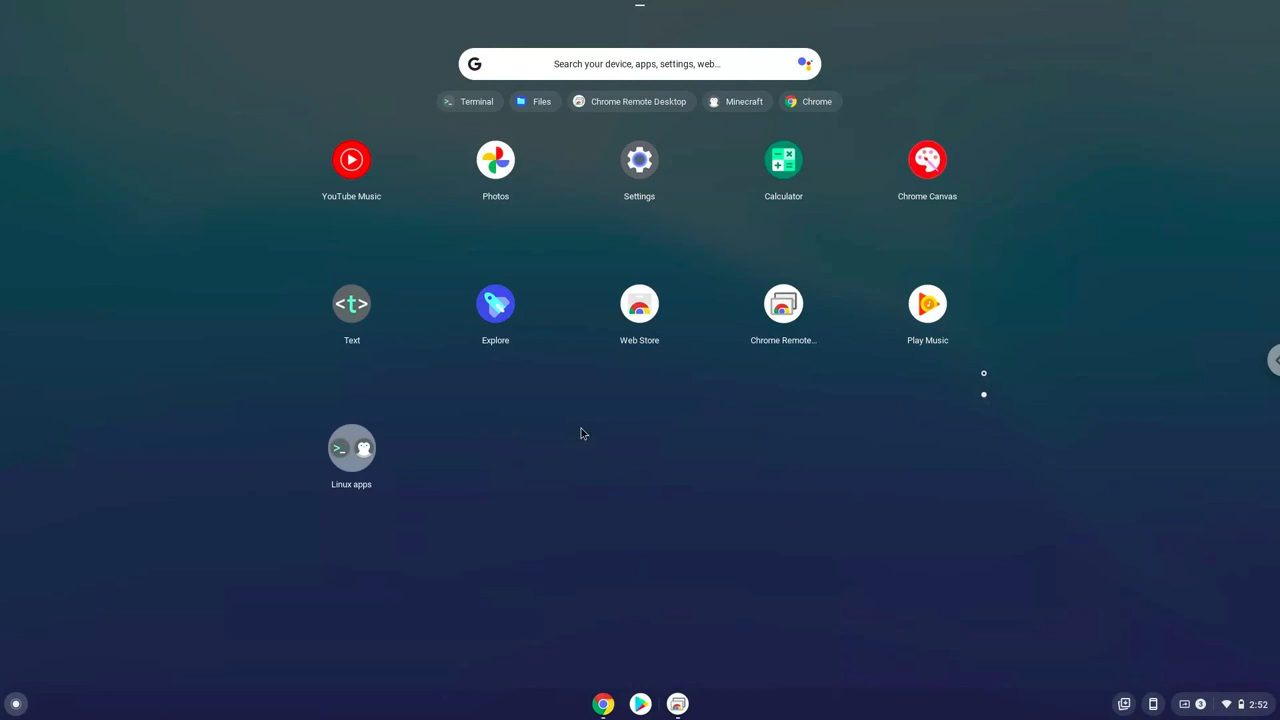 Search your device, apps, settings, web...
Terminal Files Chrome Remote Desktop Minecraft Chrome
YouTube Music Photos Settings Calculator Chrome Canvas
<t>
Text Explore Web Store Chrome Remote... Play Music
>_
Linux apps
3 2:52